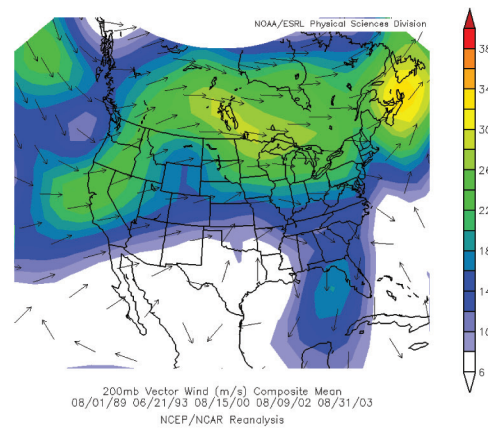 NOAA/ESRL Physical Sciences Division
38
34
30
26
22
18
14
10
6
200mb Vector Wind (m/s) Composite Mean
08/01/89 06/21/93 08/15/00 08/09/02 08/31/03
NCEP/NCAR Reanalysis